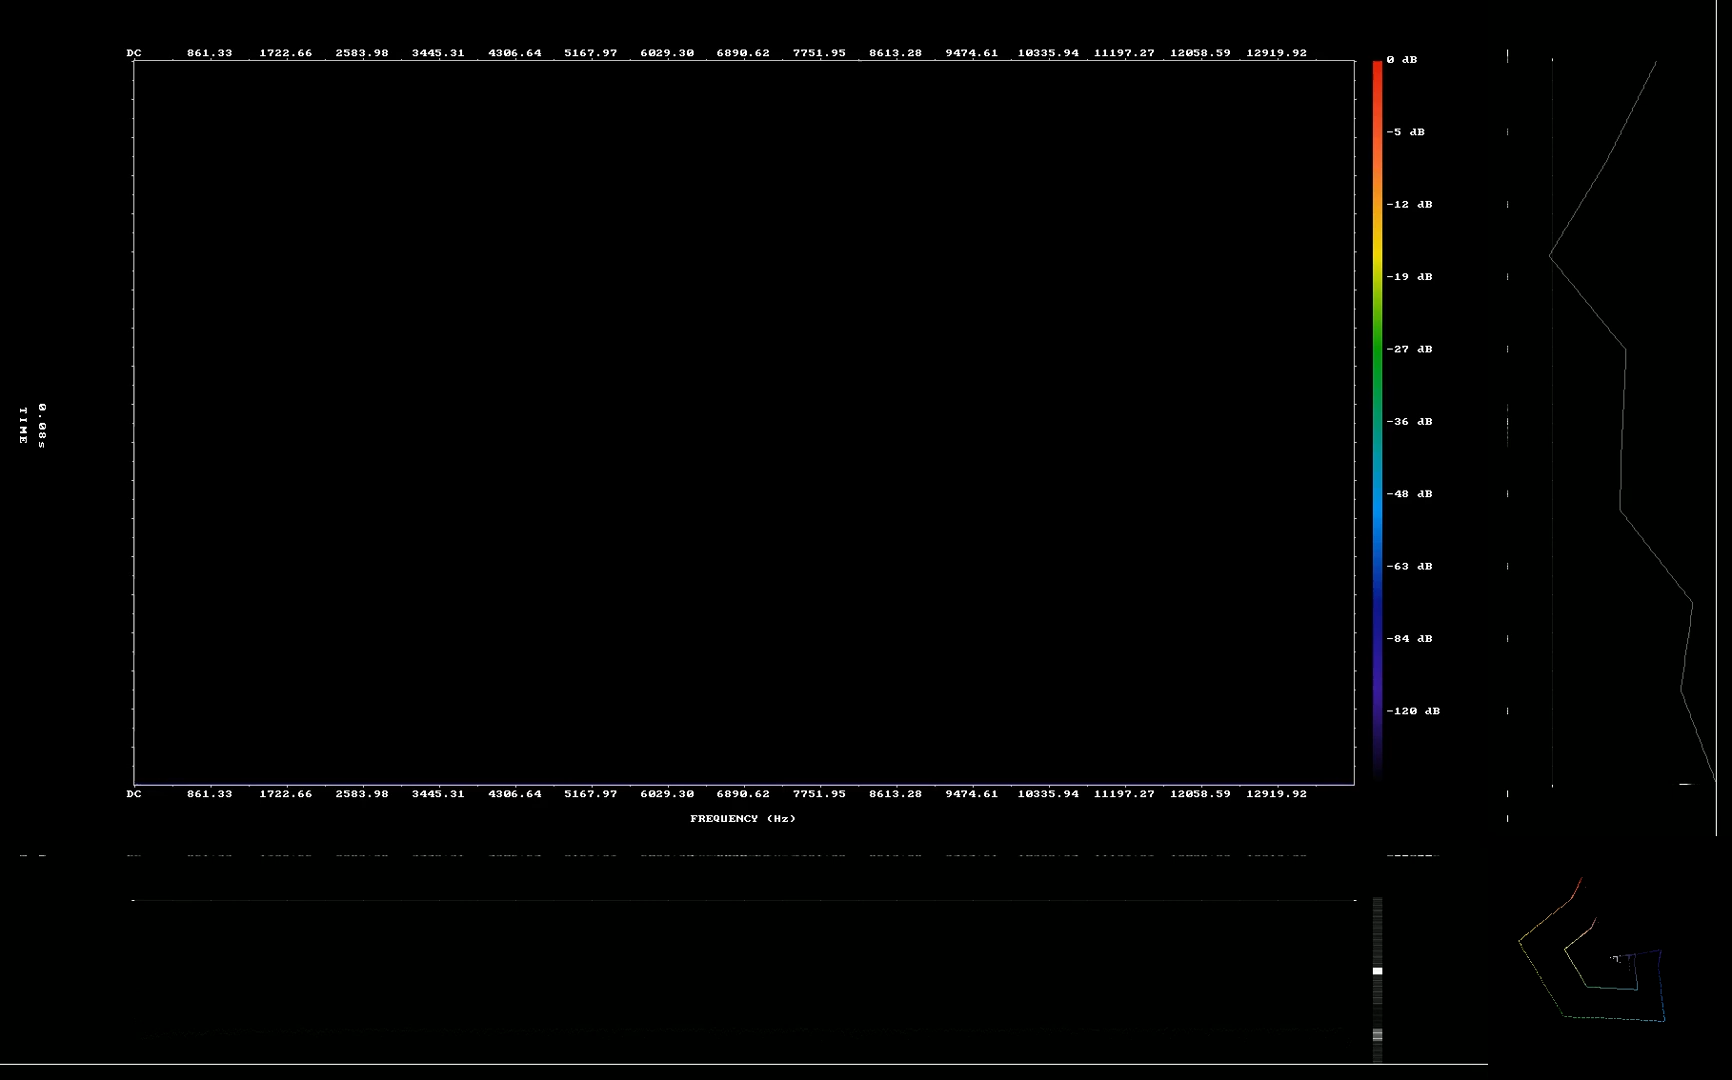 DC 861.33 1722.66 2583.98 3445.31 4306.64 5167.97 6029.30 6890.62 7751.95 8613.28 9474.61 10335.94 11197.27 12058.59 12919.92
0 dB
-5 dB
-12 dB
-19 dB
-27 dB
-36 dB
-48 dB
-63 dB
-84 dB
-120 dB
TIME
0.08s
DC 861.33 1722.66 2583.98 3445.31 4306.64 5167.97 6029.30 6890.62 7751.95 8613.28 9474.61 10335.94 11197.27 12058.59 12919.92
FREQUENCY (Hz)